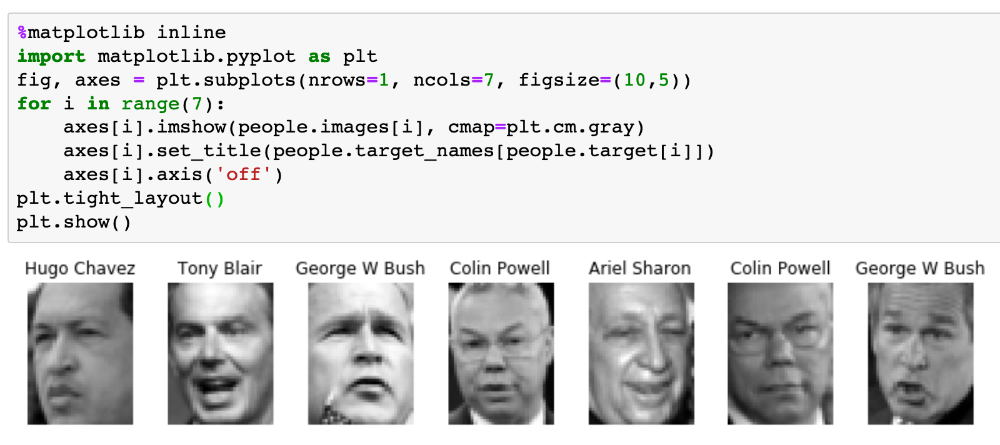 %matplotlib inline
import matplotlib.pyplot as plt
fig, axes = plt.subplots(nrows=1, ncols=7, figsize=(10,5))
for i in range(7):
    axes[i].imshow(people.images[i], cmap=plt.cm.gray)
    axes[i].set_title(people.target_names[people.target[i]])
    axes[i].axis('off')
plt.tight_layout()
plt.show()
Hugo Chavez Tony Blair George W Bush Colin Powell Ariel Sharon Colin Powell George W Bush